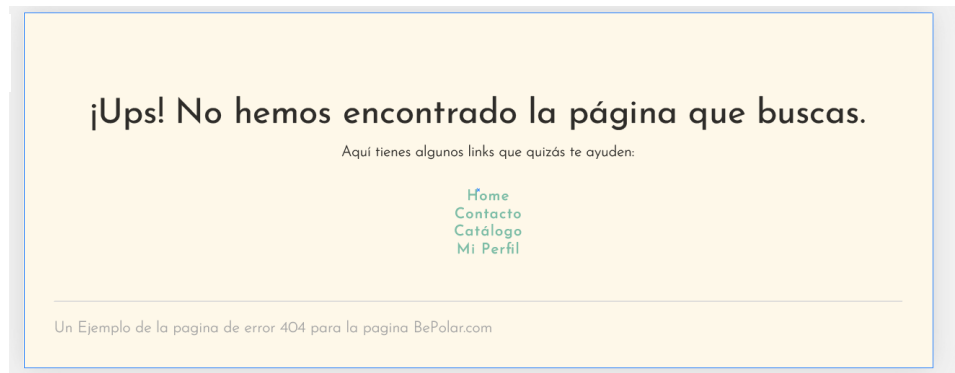 ¡Ups! No hemos encontrado la página que buscas.
Aquí tienes algunos links que quizás te ayuden:
Home
Contacto
Catálogo
Mi Perfil
Un Ejemplo de la pagina de error 404 para la pagina BePolar.com